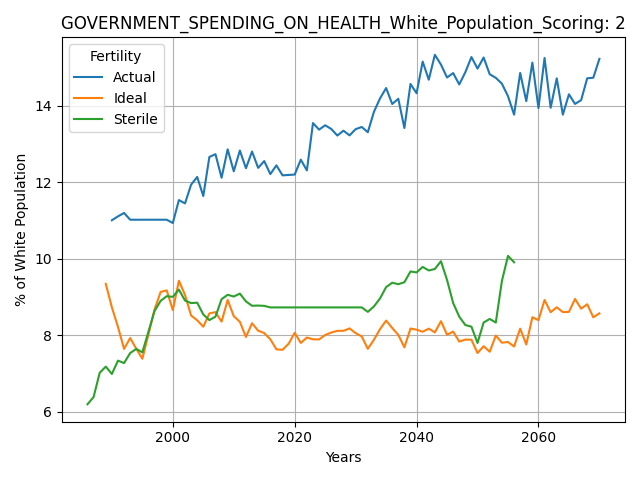 GOVERNMENT_SPENDING_ON_HEALTH_White_Population_Scoring: 2
Fertility
Actual
Ideal
Sterile
% of White Population
14
12
10
8
6
2000 2020 2040 2060
Years